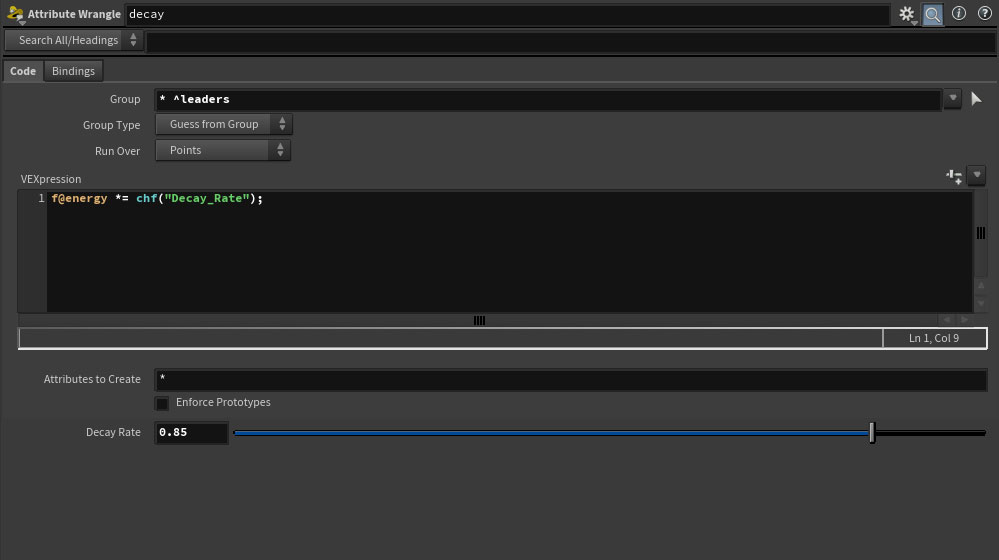 Attribute Wrangle decay
Search All/Headings
Code Bindings
Group * ^leaders
Group Type Guess from Group
Run Over Points
VEXpression
1 f@energy *= chf("Decay_Rate");
Ln 1, Col 9
Attributes to Create *
Enforce Prototypes
Decay Rate 0.85